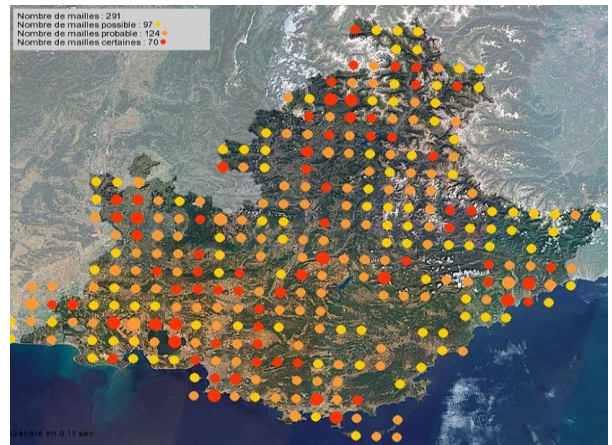 Nombre de mailles : 291
Nombre de mailles possible : 97
Nombre de mailles probable : 124
Nombre de mailles certaines : 70
Généré en 0.11 sec